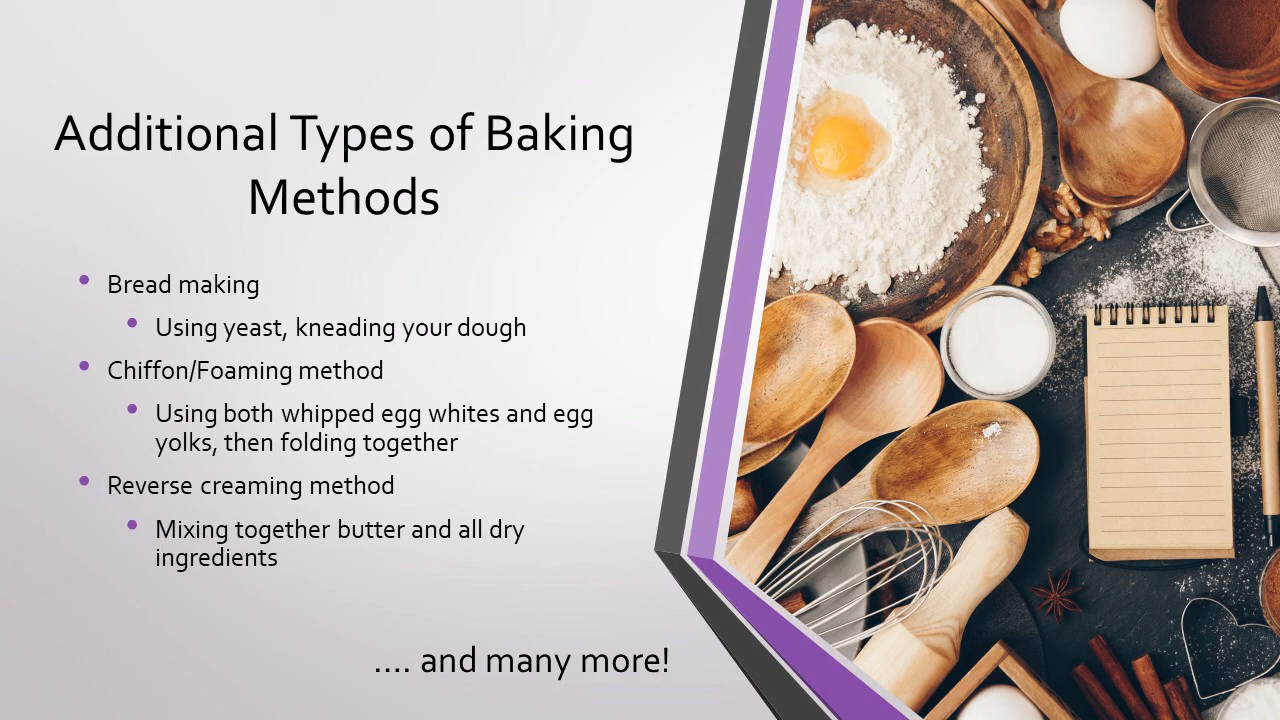 Additional Types of Baking
Methods
• Bread making
• Using yeast, kneading your dough
• Chiffon/Foaming method
• Using both whipped egg whites and egg
yolks, then folding together
• Reverse creaming method
• Mixing together butter and all dry
ingredients
.... and many more!